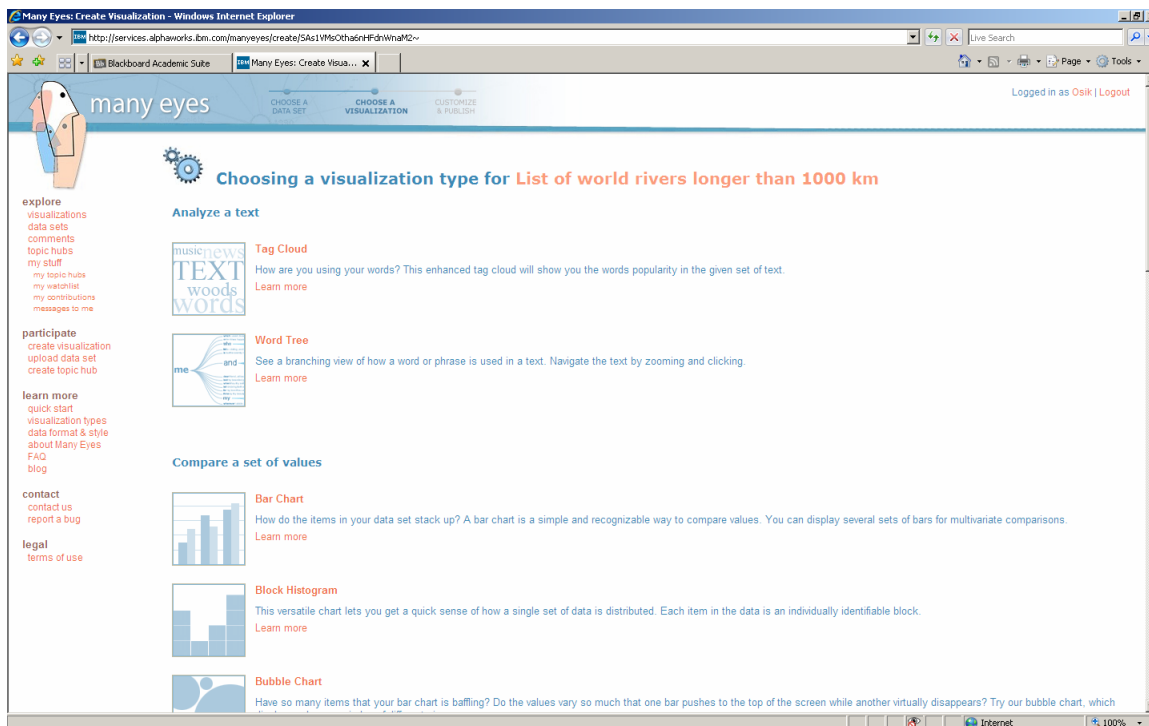 Many Eyes: Create Visualization - Windows Internet Explorer
http://services.alphaworks.ibm.com/manyeyes/create/SAs1VMsOtha6nHFdnWnaM2~
Live Search
Blackboard Academic Suite
Many Eyes: Create Visua...
Page
Tools
many eyes
CHOOSE A
DATA SET
CHOOSE A
VISUALIZATION
CUSTOMIZE
& PUBLISH
Logged in as Osik | Logout
Choosing a visualization type for List of world rivers longer than 1000 km
explore
visualizations
data sets
comments
topic hubs
my stuff
my topic hubs
my watchlist
my contributions
messages to me
participate
create visualization
upload data set
create topic hub
learn more
quick start
visualization types
data format & style
about Many Eyes
FAQ
blog
contact
contact us
report a bug
legal
terms of use
Analyze a text
music news
TEXT
woods
words
Tag Cloud
How are you using your words? This enhanced tag cloud will show you the words popularity in the given set of text.
Learn more
me
and
Word Tree
See a branching view of how a word or phrase is used in a text. Navigate the text by zooming and clicking.
Learn more
Compare a set of values
Bar Chart
How do the items in your data set stack up? A bar chart is a simple and recognizable way to compare values. You can display several sets of bars for multivariate comparisons.
Learn more
Block Histogram
This versatile chart lets you get a quick sense of how a single set of data is distributed. Each item in the data is an individually identifiable block.
Learn more
Bubble Chart
Have so many items that your bar chart is baffling? Do the values vary so much that one bar pushes to the top of the screen while another virtually disappears? Try our bubble chart, which
Internet
100%